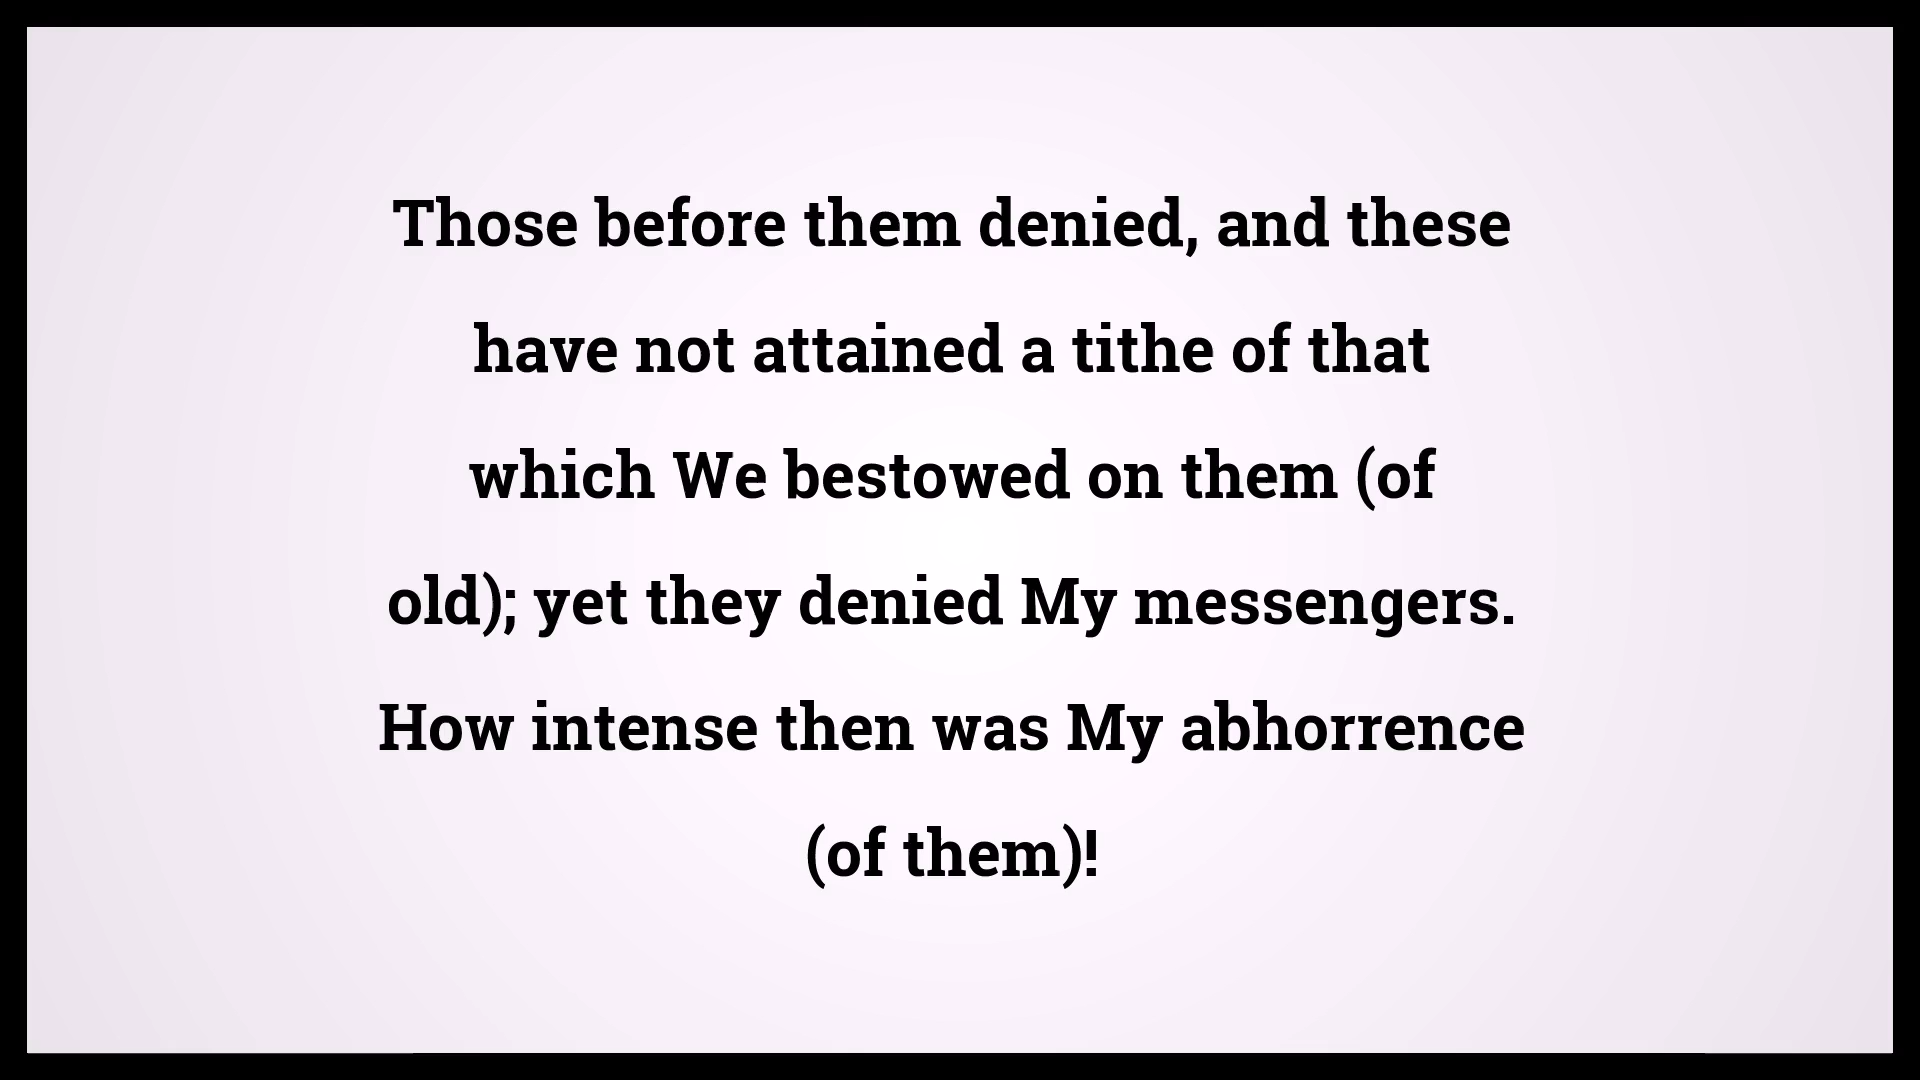 Those before them denied, and these
have not attained a tithe of that
which We bestowed on them (of
old); yet they denied My messengers.
How intense then was My abhorrence
(of them)!